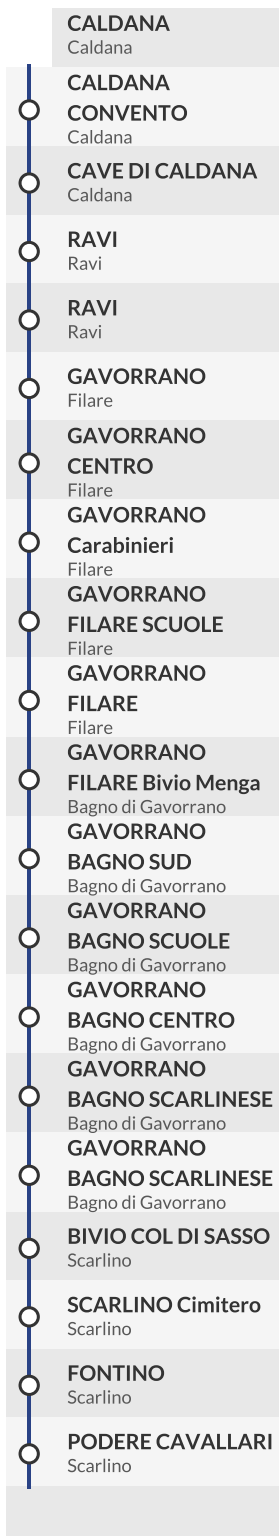 CALDANA
Caldana
CALDANA
CONVENTO
Caldana
CAVE DI CALDANA
Caldana
RAVI
Ravi
RAVI
Ravi
GAVORRANO
Filare
GAVORRANO
CENTRO
Filare
GAVORRANO
Carabinieri
Filare
GAVORRANO
FILARE SCUOLE
Filare
GAVORRANO
FILARE
Filare
GAVORRANO
FILARE Bivio Menga
Bagno di Gavorrano
GAVORRANO
BAGNO SUD
Bagno di Gavorrano
GAVORRANO
BAGNO SCUOLE
Bagno di Gavorrano
GAVORRANO
BAGNO CENTRO
Bagno di Gavorrano
GAVORRANO
BAGNO SCARLINESE
Bagno di Gavorrano
GAVORRANO
BAGNO SCARLINESE
Bagno di Gavorrano
BIVIO COL DI SASSO
Scarlino
SCARLINO Cimitero
Scarlino
FONTINO
Scarlino
PODERE CAVALLARI
Scarlino